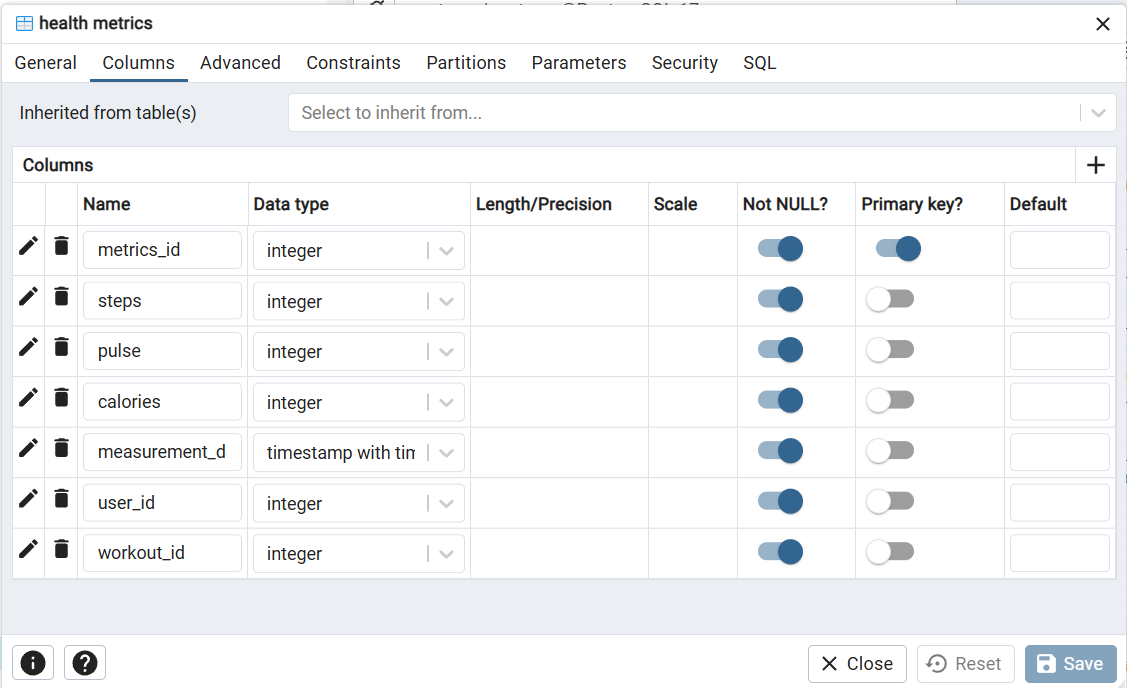 health metrics
General Columns Advanced Constraints Partitions Parameters Security SQL
Inherited from table(s) Select to inherit from...
Columns
Name Data type Length/Precision Scale Not NULL? Primary key? Default
metrics_id integer
steps integer
pulse integer
calories integer
measurement_d timestamp with tim
user_id integer
workout_id integer
Close Reset Save